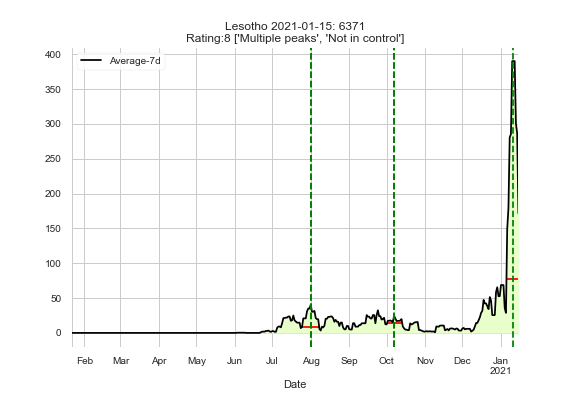 Lesotho 2021-01-15: 6371
Rating:8 ['Multiple peaks', 'Not in control']
Average-7d
400
350
300
250
200
150
100
50
0
Feb Mar Apr May Jun Jul Aug Sep Oct Nov Dec Jan
2021
Date